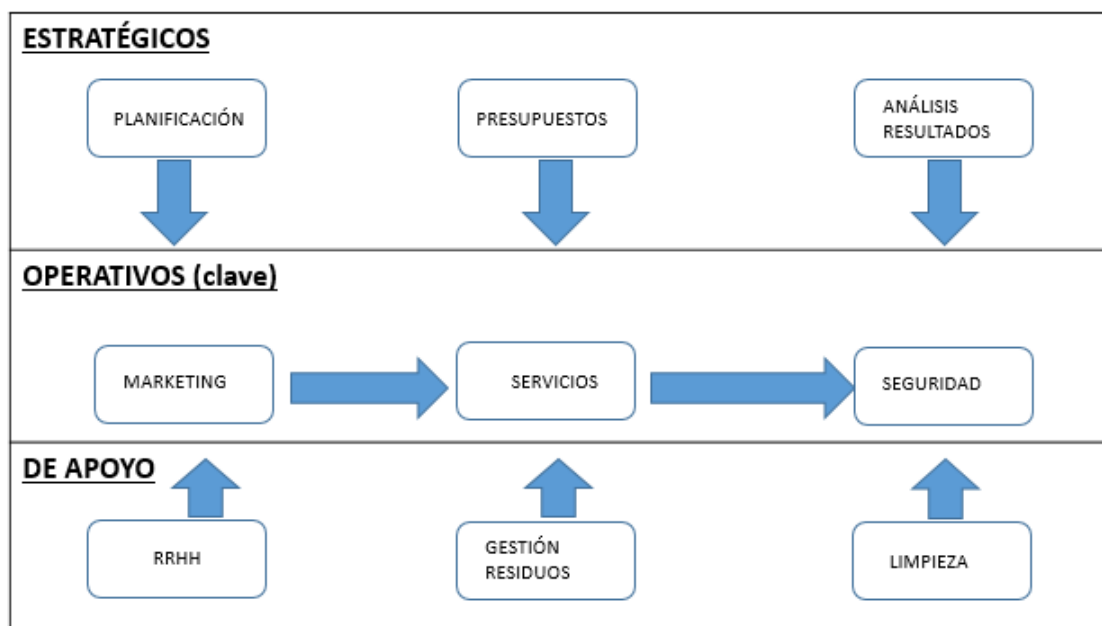 ESTRATÉGICOS
PLANIFICACIÓN
PRESUPUESTOS
ANÁLISIS
RESULTADOS
OPERATIVOS (clave)
MARKETING
SERVICIOS
SEGURIDAD
DE APOYO
RRHH
GESTIÓN
RESIDUOS
LIMPIEZA